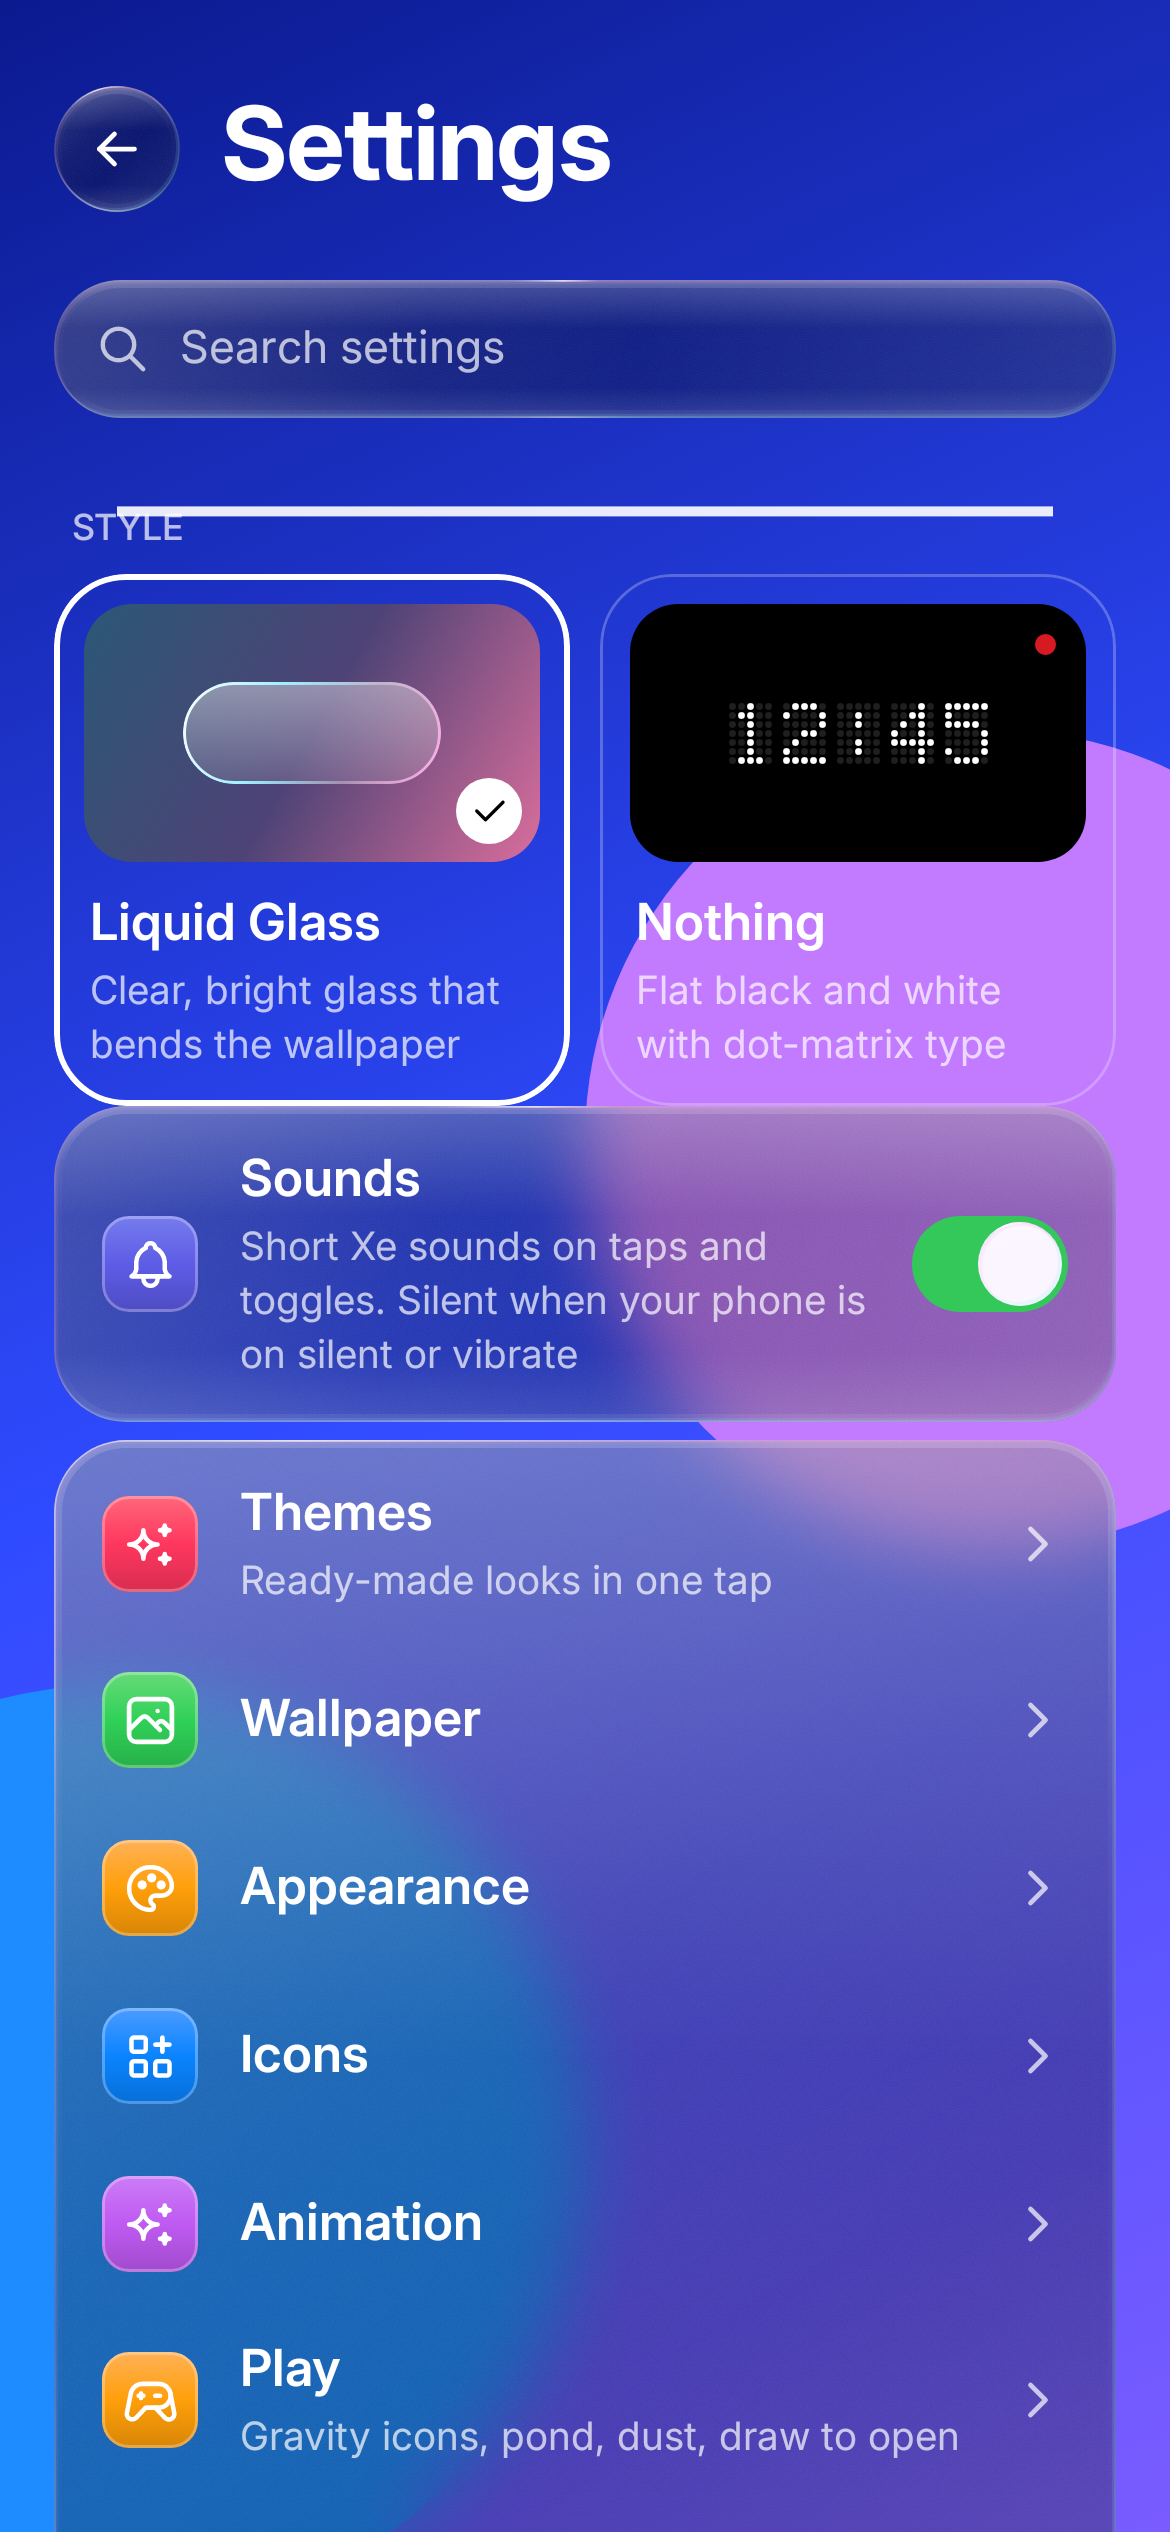 Settings
Search settings
STYLE
12:45
Liquid Glass
Clear, bright glass that
bends the wallpaper
Nothing
Flat black and white
with dot-matrix type
Sounds
Short Xe sounds on taps and
toggles. Silent when your phone is
on silent or vibrate
Themes
Ready-made looks in one tap
Wallpaper
Appearance
Icons
Animation
Play
Gravity icons, pond, dust, draw to open